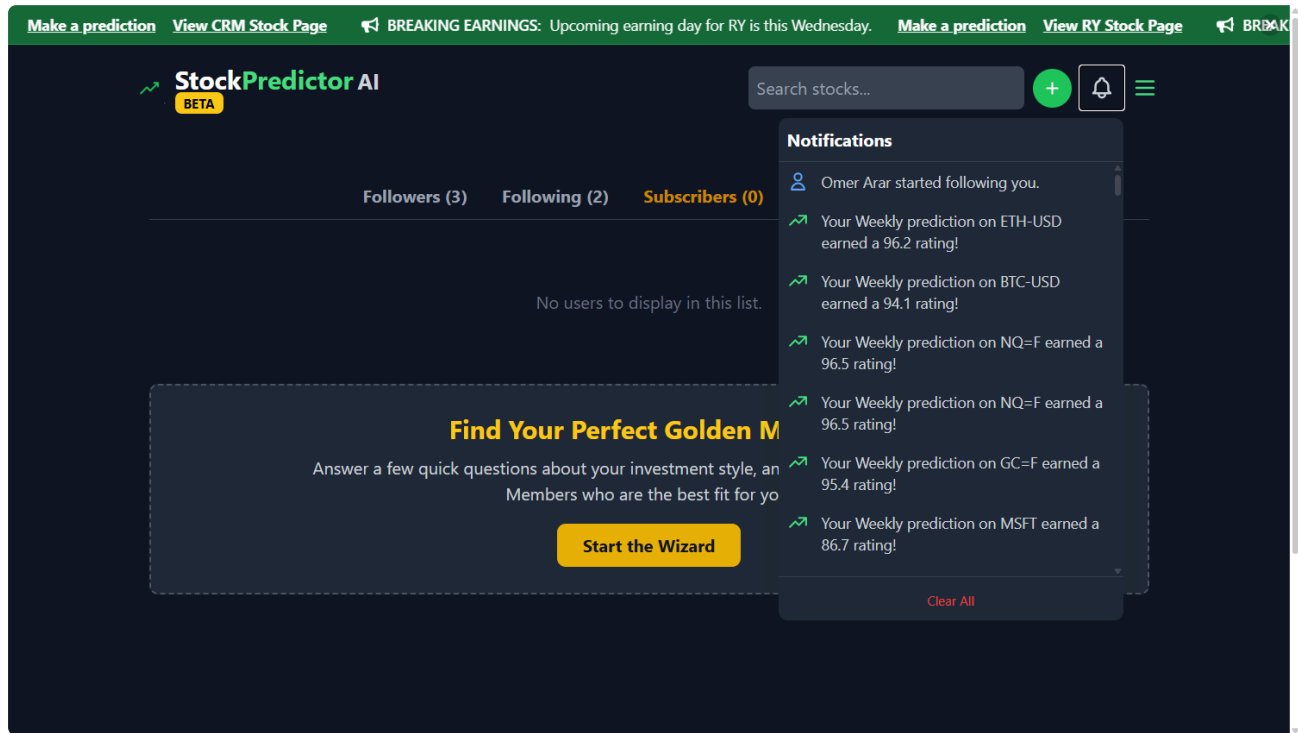 Make a prediction View CRM Stock Page BREAKING EARNINGS: Upcoming earning day for RY is this Wednesday. Make a prediction View RY Stock Page
StockPredictor AI
BETA
Search stocks...
Notifications
Omer Arar started following you.
Your Weekly prediction on ETH-USD
earned a 96.2 rating!
Your Weekly prediction on BTC-USD
earned a 94.1 rating!
Your Weekly prediction on NQ=F earned a
96.5 rating!
Your Weekly prediction on NQ=F earned a
96.5 rating!
Your Weekly prediction on GC=F earned a
95.4 rating!
Your Weekly prediction on MSFT earned a
86.7 rating!
Clear All
Followers (3) Following (2) Subscribers (0)
No users to display in this list.
Find Your Perfect Golden M
Answer a few quick questions about your investment style, an
Members who are the best fit for yo
Start the Wizard